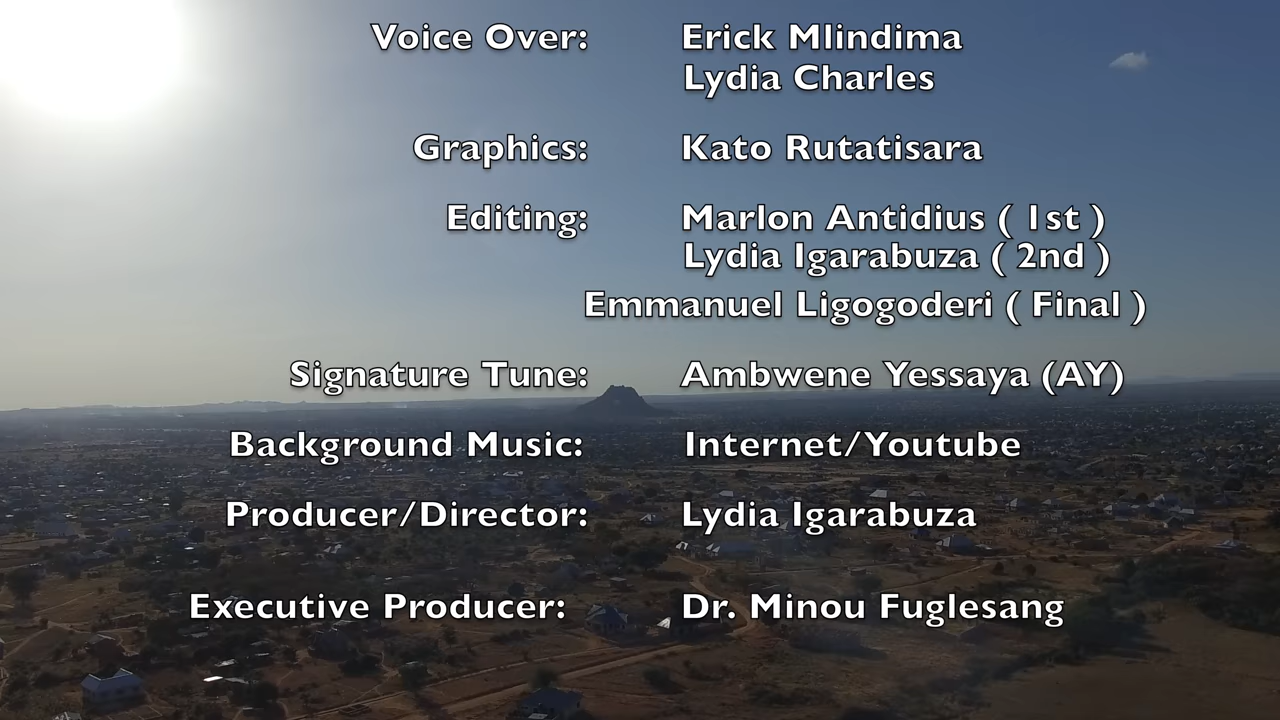 Voice Over: Erick Mlindima
Lydia Charles
Graphics: Kato Rutatisara
Editing: Marlon Antidius ( 1st )
Lydia Igarabuza ( 2nd )
Emmanuel Ligogoderi ( Final )
Signature Tune: Ambwene Yessaya (AY)
Background Music: Internet/Youtube
Producer/Director: Lydia Igarabuza
Executive Producer: Dr. Minou Fuglesang